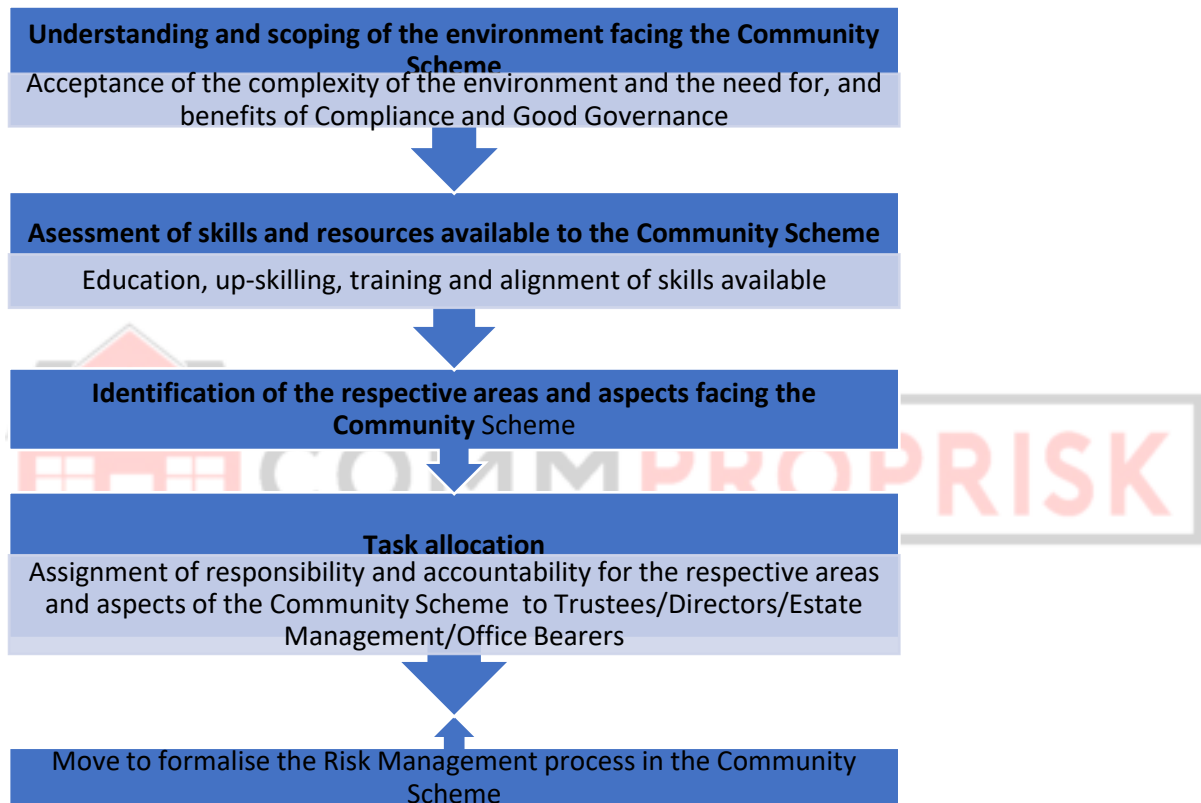 Understanding and scoping of the environment facing the Community
Scheme
Acceptance of the complexity of the environment and the need for, and
benefits of Compliance and Good Governance
Asessment of skills and resources available to the Community Scheme
Education, up-skilling, training and alignment of skills available
Identification of the respective areas and aspects facing the
Community Scheme
COMMPROPRISK
Task allocation
Assignment of responsibility and accountability for the respective areas
and aspects of the Community Scheme to Trustees/Directors/Estate
Management/Office Bearers
Move to formalise the Risk Management process in the Community
Scheme